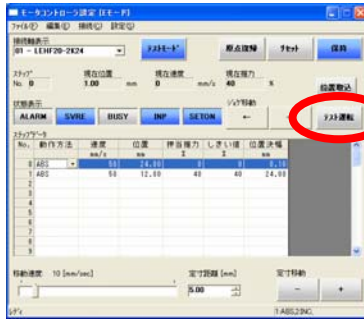 モータコントローラ設定 [Eモード]
ファイル(F) 編集(E) 接続(C) 設定(S)
接続軸表示
01 - LEHF20-2K24 テストモード 原点復帰 リセット 保持
ステップ 現在位置 現在速度 現在推力
No. 0 1.00 mm 0 mm/s 40 % 位置取込
状態表示 ジョグ移動
ALARM SVRE BUSY INP SETON ← → テスト運転
ステップデータ
No. 動作方法 速度 位置 押当推力 しきい値 位置決幅
mm/s mm % % mm
0 ABS 50 24.00 0 0 0.10
1 ABS 50 12.00 40 40 24.00
2
3
4
5
6
7
8
9
移動速度 10 [mm/sec] 定寸距離 [mm] 定寸移動
5.00 - +
レディ 1:ABS,2:INC,